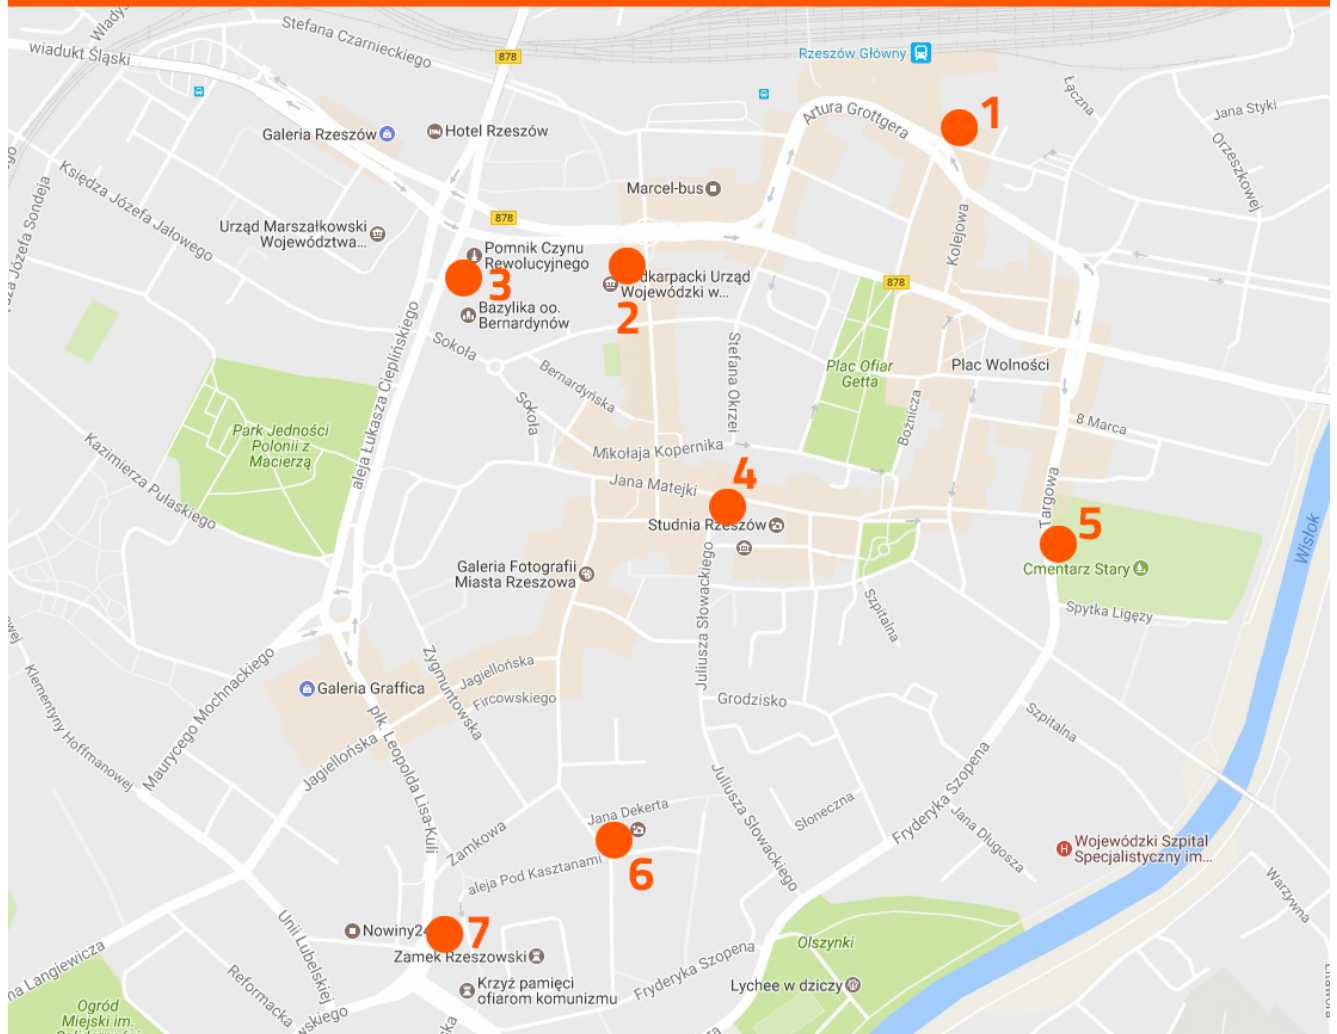 Stefana Czarnieckiego
wiadukt Śląski
878
Rzeszów Główny
Łączna
Jana Styki
Artura Grottgera
1
Galeria Rzeszów
Hotel Rzeszów
Orzeszkowej
Księdza Józefa Jałowego
Marcel-bus
Urząd Marszałkowski
Województwa...
878
Kolejowa
Pomnik Czynu
Rewolucyjnego
3
dkarpacki Urząd
Wojewódzki w...
2
878
Bazylika oo.
Bernardynów
aleja Łukasza Cieplińskiego
Sokoła
Bernardyńska
Sokoła
Stefana Okrzei
Plac Ofiar
Getta
Plac Wolności
Bożnicza
8 Marca
Park Jedności
Polonii z
Macierzą
Kazimierza Pułaskiego
Mikołaja Kopernika
Jana Matejki
4
Studnia Rzeszów
Targowa
5
Cmentarz Stary
Wisłok
Galeria Fotografii
Miasta Rzeszowa
Juliusza Słowackiego
Szpitalna
Spytka Ligęzy
Klementyny Hoffmanowej
Maurycego Mochnackiego
Galeria Graffica
Zygmuntowska
Jagiellońska
Fircowskiego
Grodzisko
Szpitalna
Jagiellońska
płk. Leopolda Lisa-Kuli
Juliusza Słowackiego
Słoneczna
Fryderyka Szopena
Jana Długosza
Jana Dekerta
Zamkowa
aleja Pod Kasztanami
6
Wojewódzki Szpital
Specjalistyczny im...
Warzywna
Unii Lubelskiej
Nowiny24
7
Zamek Rzeszowski
Olszynki
Fryderyka Szopena
Lychee w dziczy
Krzyż pamięci
ofiarom komunizmu
na Langiewicza
Reformacka
Ogród
Miejski im.